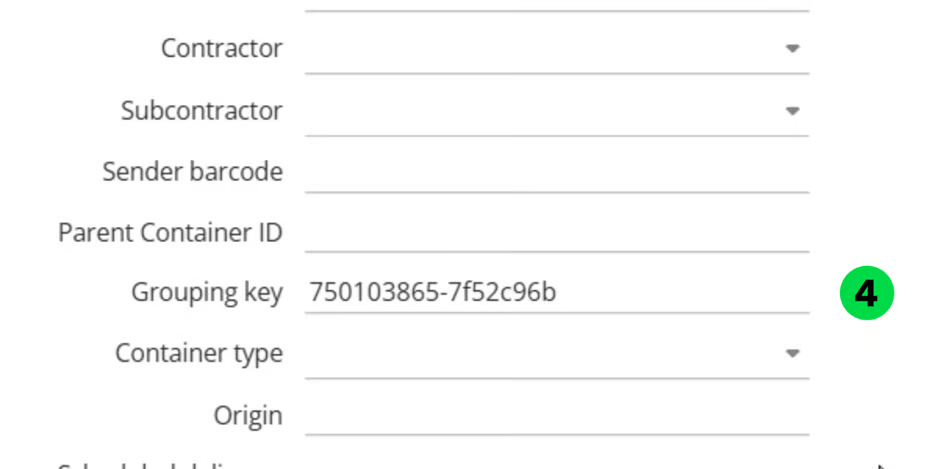 Contractor
Subcontractor
Sender barcode
Parent Container ID
Grouping key 750103865-7f52c96b 4
Container type
Origin